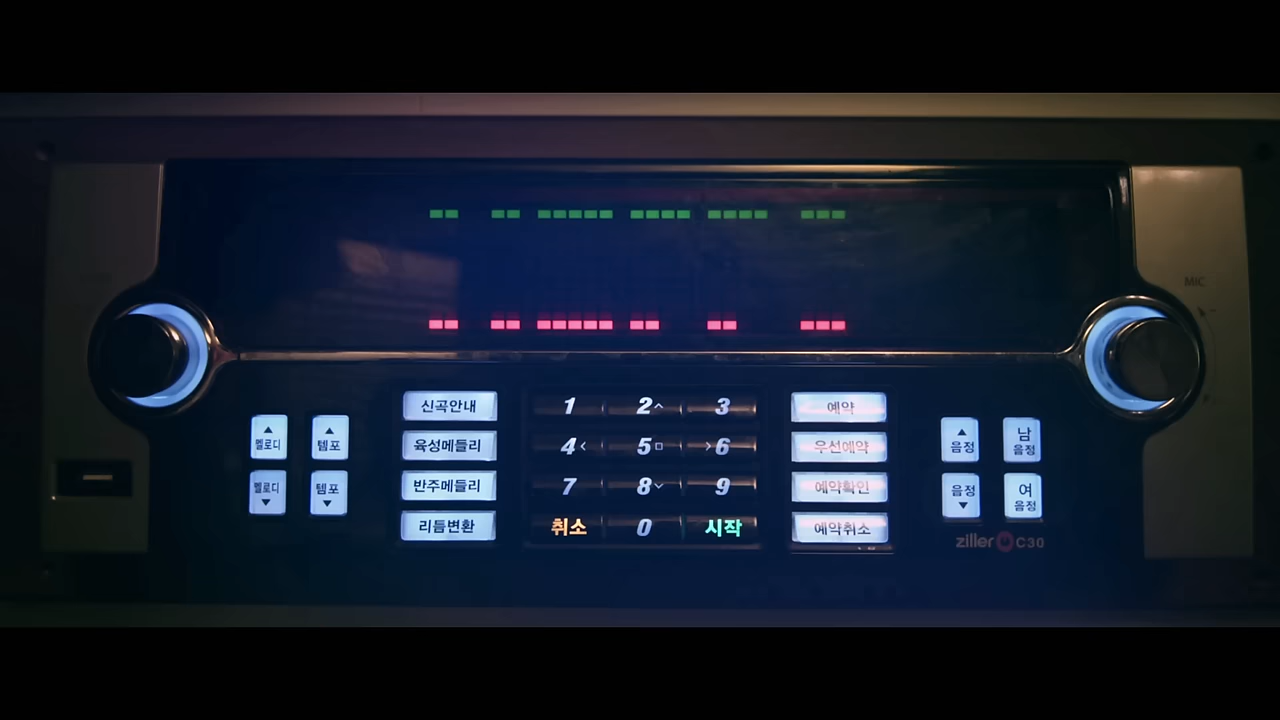 MIC
신곡안내
1 2 3
예약
▲ 멜로디
▲ 템포
육성메들리
4 5 6
우선예약
▲ 음정
남 음정
멜로디 ▼
템포 ▼
반주메들리
7 8 9
예약확인
음정 ▼
여 음정
리듬변환
취소 0 시작
예약취소
ziller C30